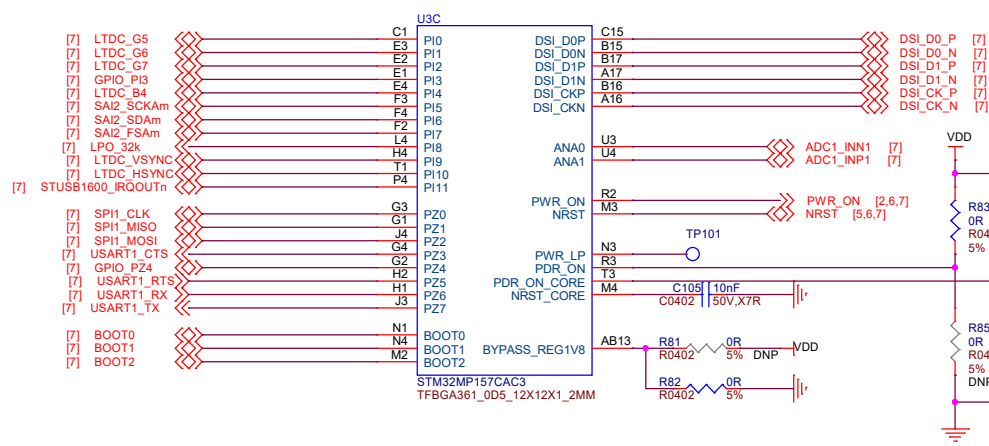 U3C
[7] LTDC_G5 C1 PI0 DSI_D0P C15 DSI_D0_P [7]
[7] LTDC_G6 E3 PI1 DSI_D0N B15 DSI_D0_N [7]
[7] LTDC_G7 E2 PI2 DSI_D1P B17 DSI_D1_P [7]
[7] GPIO_PI3 E1 PI3 DSI_D1N A17 DSI_D1_N [7]
[7] LTDC_B4 E4 PI4 DSI_CKP B16 DSI_CK_P [7]
[7] SAI2_SCKAm F3 PI5 DSI_CKN A16 DSI_CK_N [7]
[7] SAI2_SDAm F4 PI6
[7] SAI2_FSAm F2 PI7
[7] LPO_32k L4 PI8 ANA0 U3 ADC1_INN1 [7]
[7] LTDC_VSYNC H4 PI9 ANA1 U4 ADC1_INP1 [7]
VDD
[7] LTDC_HSYNC T1 PI10
[7] STUSB1600_IRQOUTn P4 PI11
PWR_ON R2 PWR_ON [2,6,7]
[7] SPI1_CLK G3 PZ0 NRST M3 NRST [5,6,7]
R83
0R
R04
5%
[7] SPI1_MISO G1 PZ1
[7] SPI1_MOSI J4 PZ2
TP101
[7] USART1_CTS G4 PZ3 PWR_LP N3
[7] GPIO_PZ4 G2 PZ4 PDR_ON R3
[7] USART1_RTS H2 PZ5 PDR_ON_CORE T3
[7] USART1_RX H1 PZ6 NRST_CORE M4 C105 10nF
C0402 50V,X7R
[7] USART1_TX J3 PZ7
[7] BOOT0 N1 BOOT0
[7] BOOT1 N4 BOOT1 BYPASS_REG1V8 AB13 R81 0R VDD
R0402 5% DNP
[7] BOOT2 M2 BOOT2
R85
0R
R04
5%
DNP
STM32MP157CAC3 R82 0R
TFBGA361_0D5_12X12X1_2MM R0402 5%